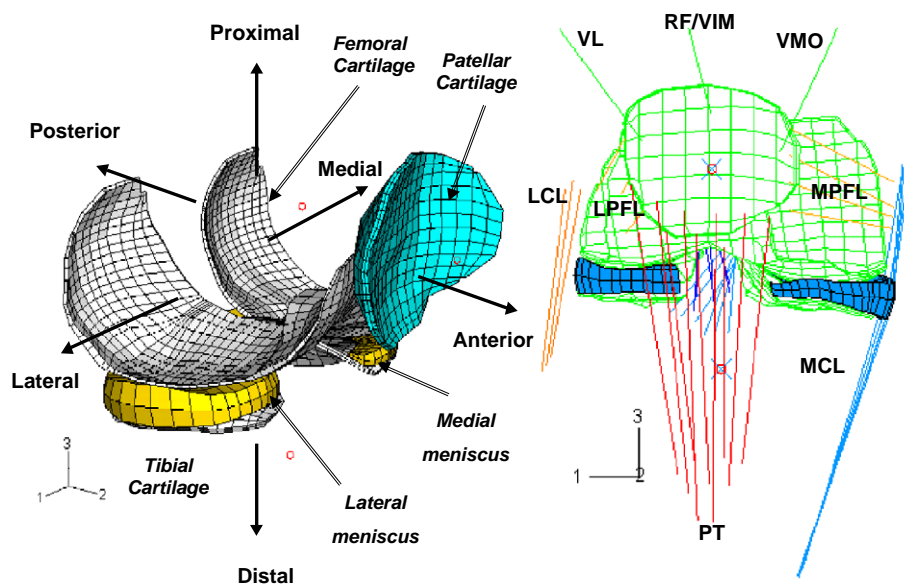 Proximal
Femoral
Cartilage
Patellar
Cartilage
Posterior
Medial
Anterior
Lateral
Medial
meniscus
Tibial
Cartilage
Lateral
meniscus
Distal
3
1
2
RF/VIM
VL
VMO
LCL
LPFL
MPFL
MCL
3
1
2
PT